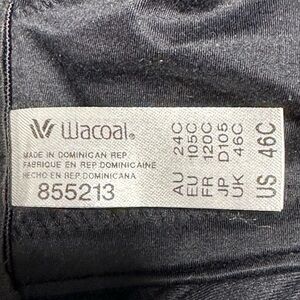 Wacoal®
MADE IN DOMINICAN REP.
FABRIQUE EN REP. DOMINICAINE
HECHO EN REP. DOMINICANA
855213
AU 24C
EU 105C
FR 120C
JP D105
UK 46C
US 46C